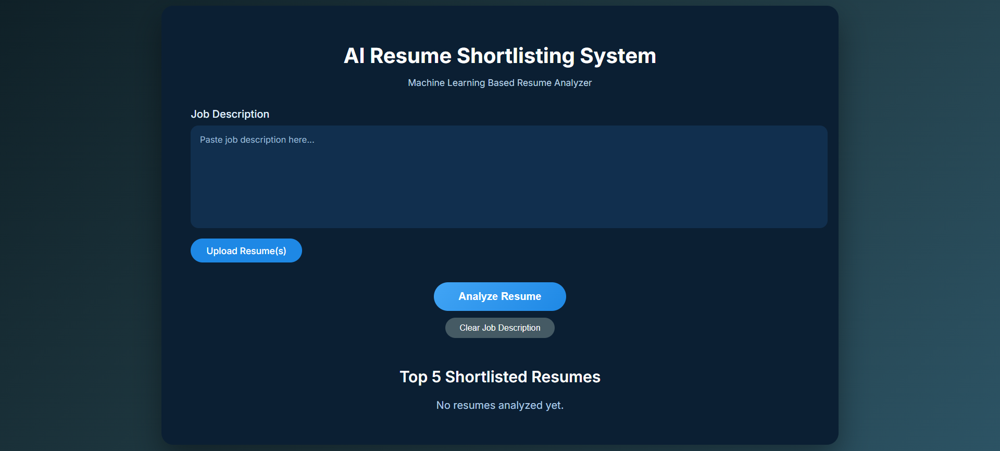 AI Resume Shortlisting System
Machine Learning Based Resume Analyzer
Job Description
Paste job description here...
Upload Resume(s)
Analyze Resume
Clear Job Description
Top 5 Shortlisted Resumes
No resumes analyzed yet.